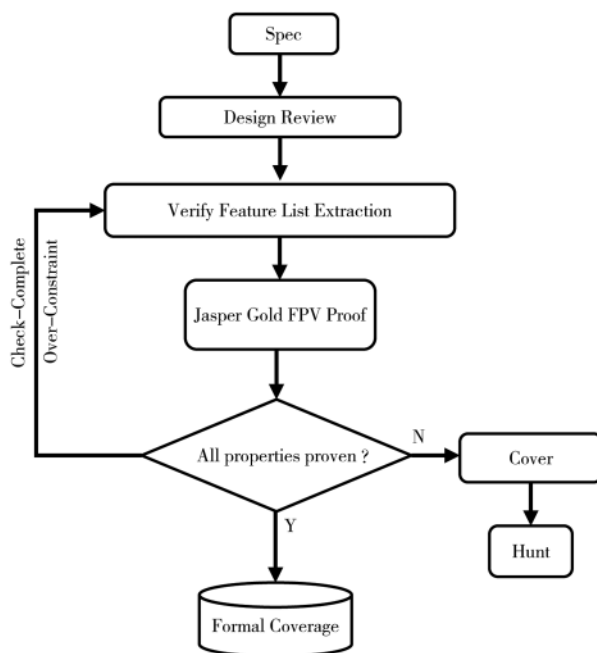 Spec
Design Review
Verify Feature List Extraction
Check-Complete
Over-Constraint
Jasper Gold FPV Proof
All properties proven ?
N
Cover
Y
Hunt
Formal Coverage